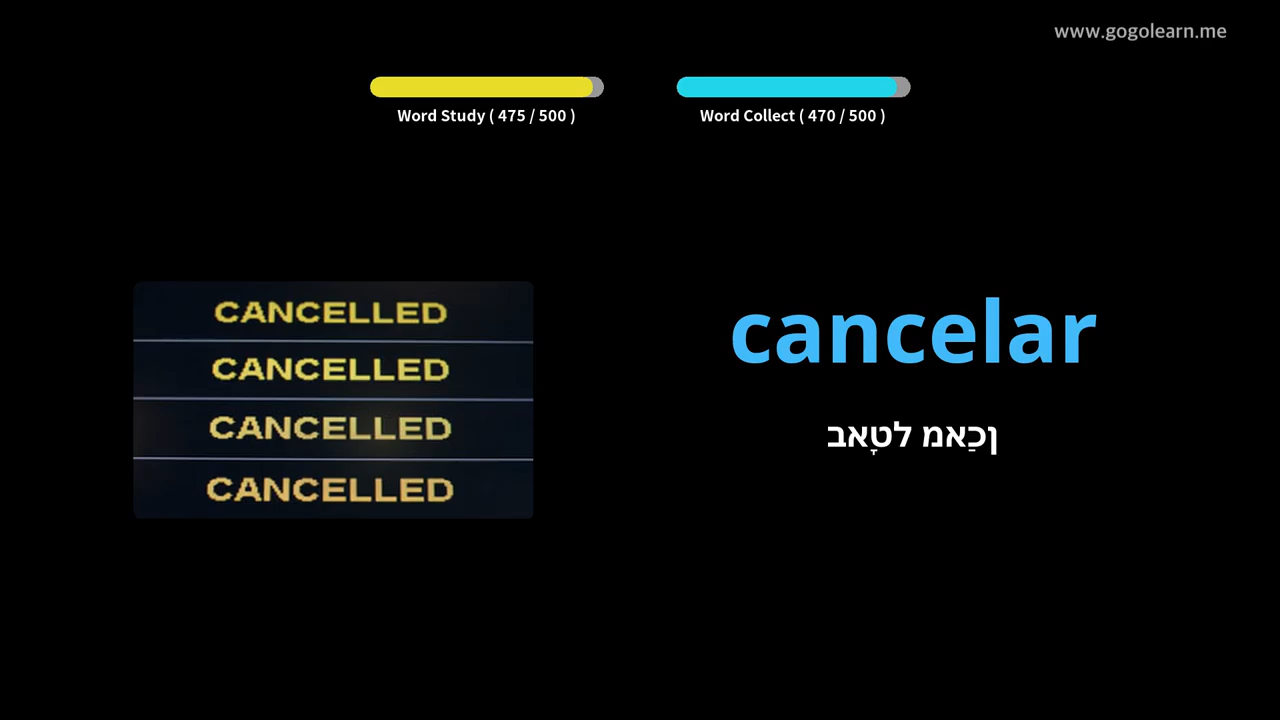 www.gogolearn.me
Word Study ( 475 / 500 )
Word Collect ( 470 / 500 )
CANCELLED
CANCELLED
CANCELLED
CANCELLED
cancelar
ןכַאמ לטָאב